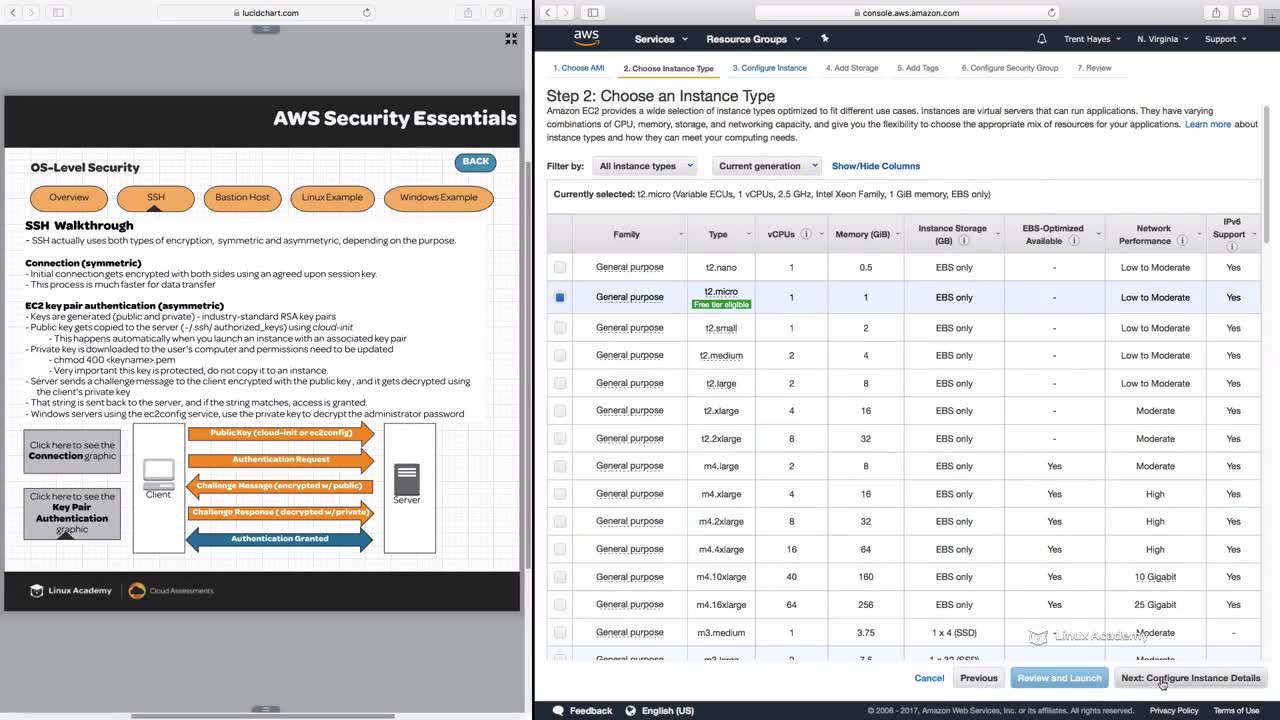 lucidchart.com
AWS Security Essentials
OS-Level Security
BACK
Overview
SSH
Bastion Host
Linux Example
Windows Example
SSH Walkthrough
- SSH actually uses both types of encryption, symmetric and asymmetyric, depending on the purpose.
Connection (symmetric)
- Initial connection gets encrypted with both sides using an agreed upon session key.
- This process is much faster for data transfer
EC2 key pair authentication (asymmetric)
- Keys are generated (public and private) - industry-standard RSA key pairs
- Public key gets copied to the server (~/.ssh/ authorized_keys) using cloud-init
- This happens automatically when you launch an instance with an associated key pair
- Private key is downloaded to the user's computer and permissions need to be updated
- chmod 400 <keyname>.pem
- Very important this key is protected, do not copy it to an instance.
- Server sends a challenge message to the client encrypted with the public key , and it gets decrypted using
the client's private key
- That string is sent back to the server, and if the string matches, access is granted.
- Windows servers using the ec2config service, use the private key to decrypt the administrator password
Click here to see the
Connection graphic
Click here to see the
Key Pair
Authentication
graphic
Client
Public Key (cloud-init or ec2config)
Authentication Request
Challenge Message (encrypted w/ public)
Challenge Response ( decrypted w/ private)
Authentication Granted
Server
Linux Academy
Cloud Assessments
console.aws.amazon.com
aws
Services
Resource Groups
Trent Hayes
N. Virginia
Support
1. Choose AMI
2. Choose Instance Type
3. Configure Instance
4. Add Storage
5. Add Tags
6. Configure Security Group
7. Review
Step 2: Choose an Instance Type
Amazon EC2 provides a wide selection of instance types optimized to fit different use cases. Instances are virtual servers that can run applications. They have varying
combinations of CPU, memory, storage, and networking capacity, and give you the flexibility to choose the appropriate mix of resources for your applications. Learn more about
instance types and how they can meet your computing needs.
Filter by: All instance types Current generation Show/Hide Columns
Currently selected: t2.micro (Variable ECUs, 1 vCPUs, 2.5 GHz, Intel Xeon Family, 1 GiB memory, EBS only)
Family Type vCPUs Memory (GiB) Instance Storage (GB) EBS-Optimized Available Network Performance IPv6 Support
General purpose t2.nano 1 0.5 EBS only - Low to Moderate Yes
General purpose t2.micro Free tier eligible 1 1 EBS only - Low to Moderate Yes
General purpose t2.small 1 2 EBS only - Low to Moderate Yes
General purpose t2.medium 2 4 EBS only - Low to Moderate Yes
General purpose t2.large 2 8 EBS only - Low to Moderate Yes
General purpose t2.xlarge 4 16 EBS only - Moderate Yes
General purpose t2.2xlarge 8 32 EBS only - Moderate Yes
General purpose m4.large 2 8 EBS only Yes Moderate Yes
General purpose m4.xlarge 4 16 EBS only Yes High Yes
General purpose m4.2xlarge 8 32 EBS only Yes High Yes
General purpose m4.4xlarge 16 64 EBS only Yes High Yes
General purpose m4.10xlarge 40 160 EBS only Yes 10 Gigabit Yes
General purpose m4.16xlarge 64 256 EBS only Yes 25 Gigabit Yes
General purpose m3.medium 1 3.75 1 x 4 (SSD) - Moderate -
General purpose m3.large 2 7.5 1 x 32 (SSD) - Moderate
Linux Academy
Cancel
Previous
Review and Launch
Next: Configure Instance Details
Feedback
English (US)
© 2008 - 2017, Amazon Web Services, Inc. or its affiliates. All rights reserved.
Privacy Policy
Terms of Use